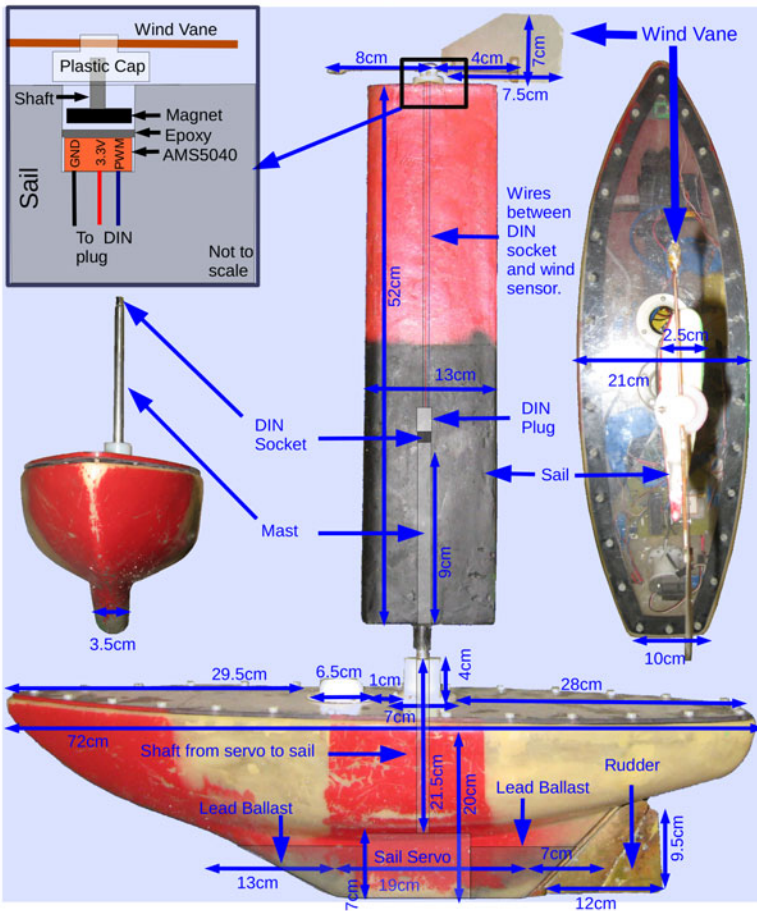 Wind Vane
Plastic Cap
Shaft
Magnet
Epoxy
AMS5040
GND
3.3V
PWM
Sail
To
plug
DIN
Not to
scale
8cm
4cm
7cm
7.5cm
Wind Vane
Wires
between
DIN
socket
and wind
sensor.
52cm
13cm
DIN
Plug
DIN
Socket
Sail
Mast
9cm
2.5cm
21cm
10cm
3.5cm
29.5cm
6.5cm
1cm
4cm
28cm
7cm
72cm
Shaft from servo to sail
21.5cm
20cm
Rudder
Lead Ballast
Lead Ballast
Sail Servo
7cm
9.5cm
13cm
19cm
7cm
12cm